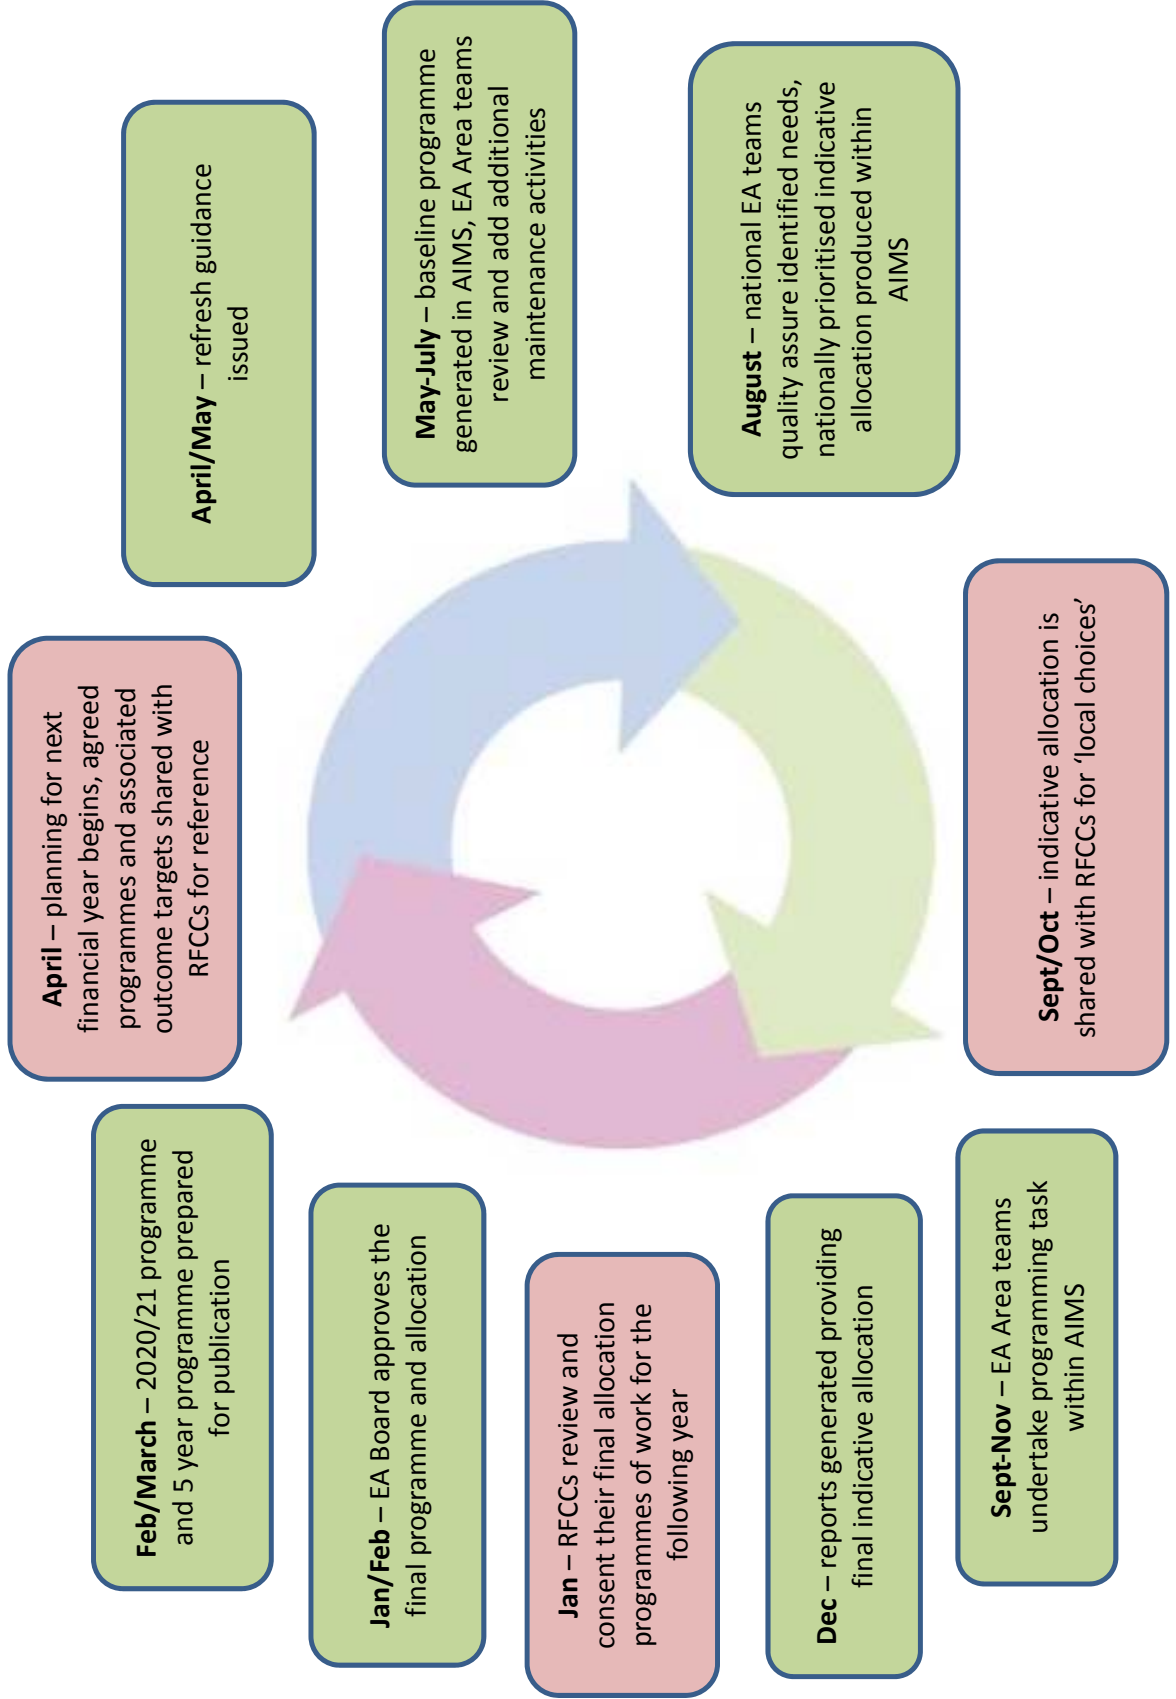 April – planning for next
financial year begins, agreed
programmes and associated
outcome targets shared with
RFCCs for reference
April/May – refresh guidance
issued
May-July – baseline programme
generated in AIMS, EA Area teams
review and add additional
maintenance activities
August – national EA teams
quality assure identified needs,
nationally prioritised indicative
allocation produced within
AIMS
Sept/Oct – indicative allocation is
shared with RFCCs for ‘local choices’
Sept-Nov – EA Area teams
undertake programming task
within AIMS
Dec – reports generated providing
final indicative allocation
Jan – RFCCs review and
consent their final allocation
programmes of work for the
following year
Jan/Feb – EA Board approves the
final programme and allocation
Feb/March – 2020/21 programme
and 5 year programme prepared
for publication